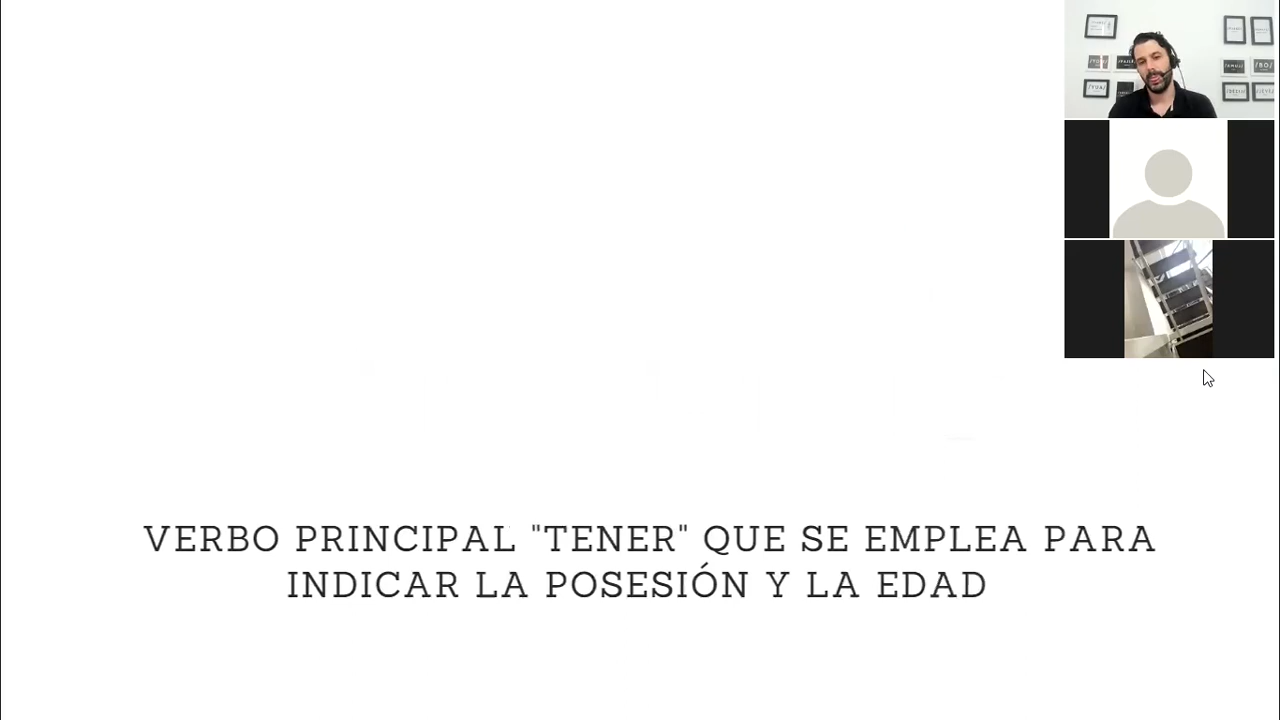 VERBO PRINCIPAL "TENER" QUE SE EMPLEA PARA
INDICAR LA POSESIÓN Y LA EDAD